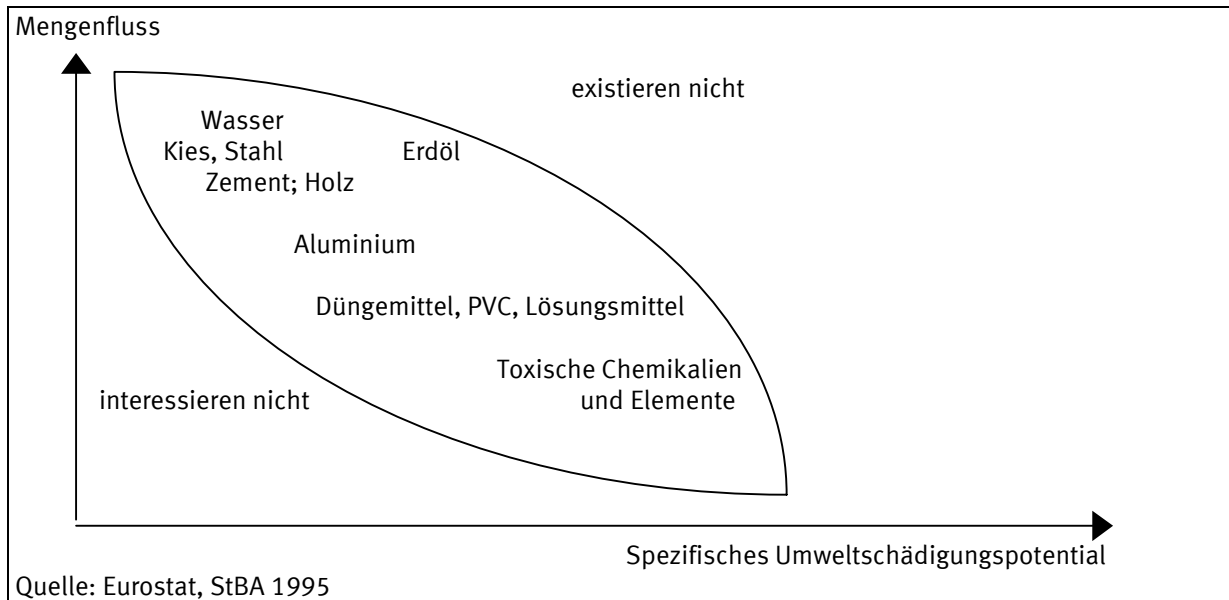 Mengenfluss
existieren nicht
Wasser
Kies, Stahl
Erdöl
Zement; Holz
Aluminium
Düngemittel, PVC, Lösungsmittel
Toxische Chemikalien
und Elemente
interessieren nicht
Spezifisches Umweltschädigungspotential
Quelle: Eurostat, StBA 1995